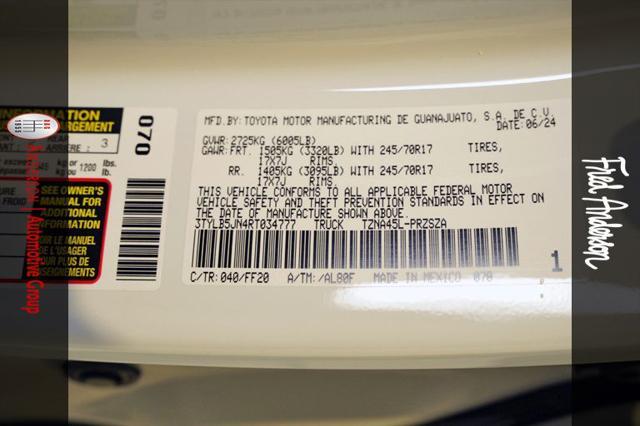 MFD.BY:TOYOTA MOTOR MANUFACTURING DE GUANAJUATO, S.A. DE C.V.
DATE:06/24
GVWR:2725KG (6005LB)
GAWR:FRT. 1505KG (3320LB) WITH 245/70R17 TIRES,
17X7J RIMS,
RR. 1405KG (3095LB) WITH 245/70R17 TIRES,
17X7J RIMS,
THIS VEHICLE CONFORMS TO ALL APPLICABLE FEDERAL MOTOR
VEHICLE SAFETY AND THEFT PREVENTION STANDARDS IN EFFECT ON
THE DATE OF MANUFACTURE SHOWN ABOVE.
3TYLB5JN4RT034777 TRUCK TZNA45L-PRZSZA
C/TR:040/FF20 A/TM: /AL80F MADE IN MEXICO 070
1
070
INFORMATION
3
1200 lbs.
SEE OWNER'S
MANUAL FOR
ADDITIONAL
INFORMATION
VOIR LE MANUEL
DE L'USAGER
POUR PLUS DE
RENSEIGNEMENTS
Automotive Group
Fred Anderson